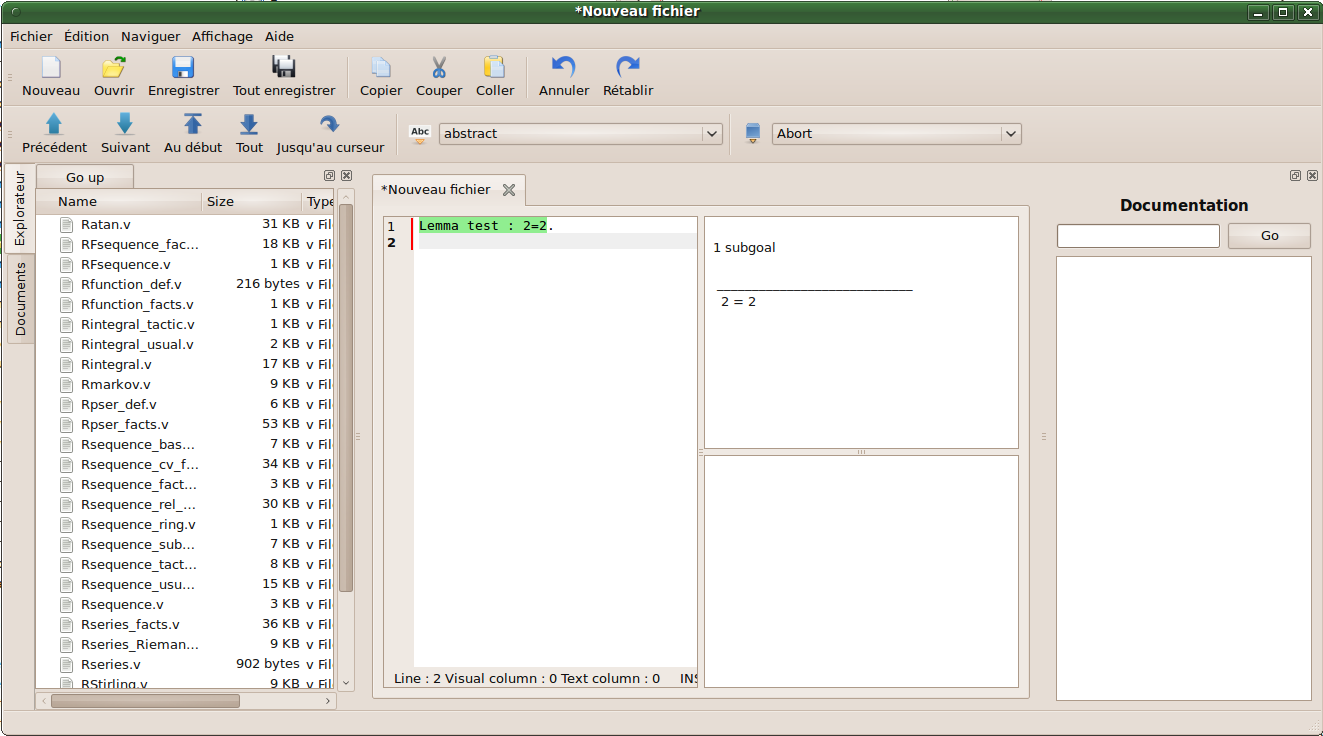 *Nouveau fichier
Fichier Édition Naviguer Affichage Aide
Nouveau Ouvrir Enregistrer Tout enregistrer Copier Couper Coller Annuler Rétablir
Précédent Suivant Au début Tout Jusqu'au curseur Abc abstract Abort
Explorateur
Documents
Go up
Name Size Type
Ratan.v 31 KB v Fil
RFsequence_fac... 18 KB v Fil
RFsequence.v 1 KB v Fil
Rfunction_def.v 216 bytes v Fil
Rfunction_facts.v 1 KB v Fil
Rintegral_tactic.v 1 KB v Fil
Rintegral_usual.v 2 KB v Fil
Rintegral.v 17 KB v Fil
Rmarkov.v 9 KB v Fil
Rpser_def.v 6 KB v Fil
Rpser_facts.v 53 KB v Fil
Rsequence_bas... 7 KB v Fil
Rsequence_cv_f... 34 KB v Fil
Rsequence_fact... 3 KB v Fil
Rsequence_rel_... 30 KB v Fil
Rsequence_ring.v 1 KB v Fil
Rsequence_sub... 7 KB v Fil
Rsequence_tact... 8 KB v Fil
Rsequence_usu... 15 KB v Fil
Rsequence.v 3 KB v Fil
Rseries_facts.v 36 KB v Fil
Rseries_Rieman... 9 KB v Fil
Rseries.v 902 bytes v Fil
RStirling.v 9 KB v Fil
*Nouveau fichier
1 Lemma test : 2=2.
2
Line : 2 Visual column : 0 Text column : 0 INS
1 subgoal
2 = 2
Documentation
Go